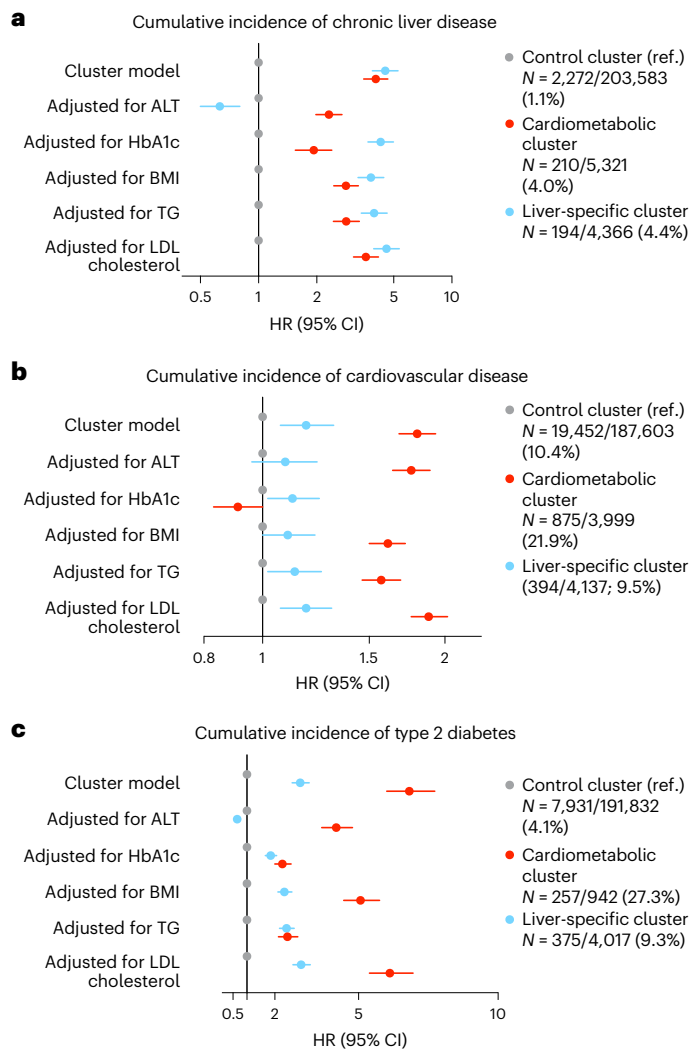 a
Cumulative incidence of chronic liver disease
Cluster model
Adjusted for ALT
Adjusted for HbA1c
Adjusted for BMI
Adjusted for TG
Adjusted for LDL
cholesterol
0.5 1 2 5 10
HR (95% CI)
Control cluster (ref.)
N = 2,272/203,583
(1.1%)
Cardiometabolic
cluster
N = 210/5,321
(4.0%)
Liver-specific cluster
N = 194/4,366 (4.4%)
b
Cumulative incidence of cardiovascular disease
Cluster model
Adjusted for ALT
Adjusted for HbA1c
Adjusted for BMI
Adjusted for TG
Adjusted for LDL
cholesterol
0.8 1 1.5 2
HR (95% CI)
Control cluster (ref.)
N = 19,452/187,603
(10.4%)
Cardiometabolic
cluster
N = 875/3,999
(21.9%)
Liver-specific cluster
(394/4,137; 9.5%)
c
Cumulative incidence of type 2 diabetes
Cluster model
Adjusted for ALT
Adjusted for HbA1c
Adjusted for BMI
Adjusted for TG
Adjusted for LDL
cholesterol
0.5 2 5 10
HR (95% CI)
Control cluster (ref.)
N = 7,931/191,832
(4.1%)
Cardiometabolic
cluster
N = 257/942 (27.3%)
Liver-specific cluster
N = 375/4,017 (9.3%)